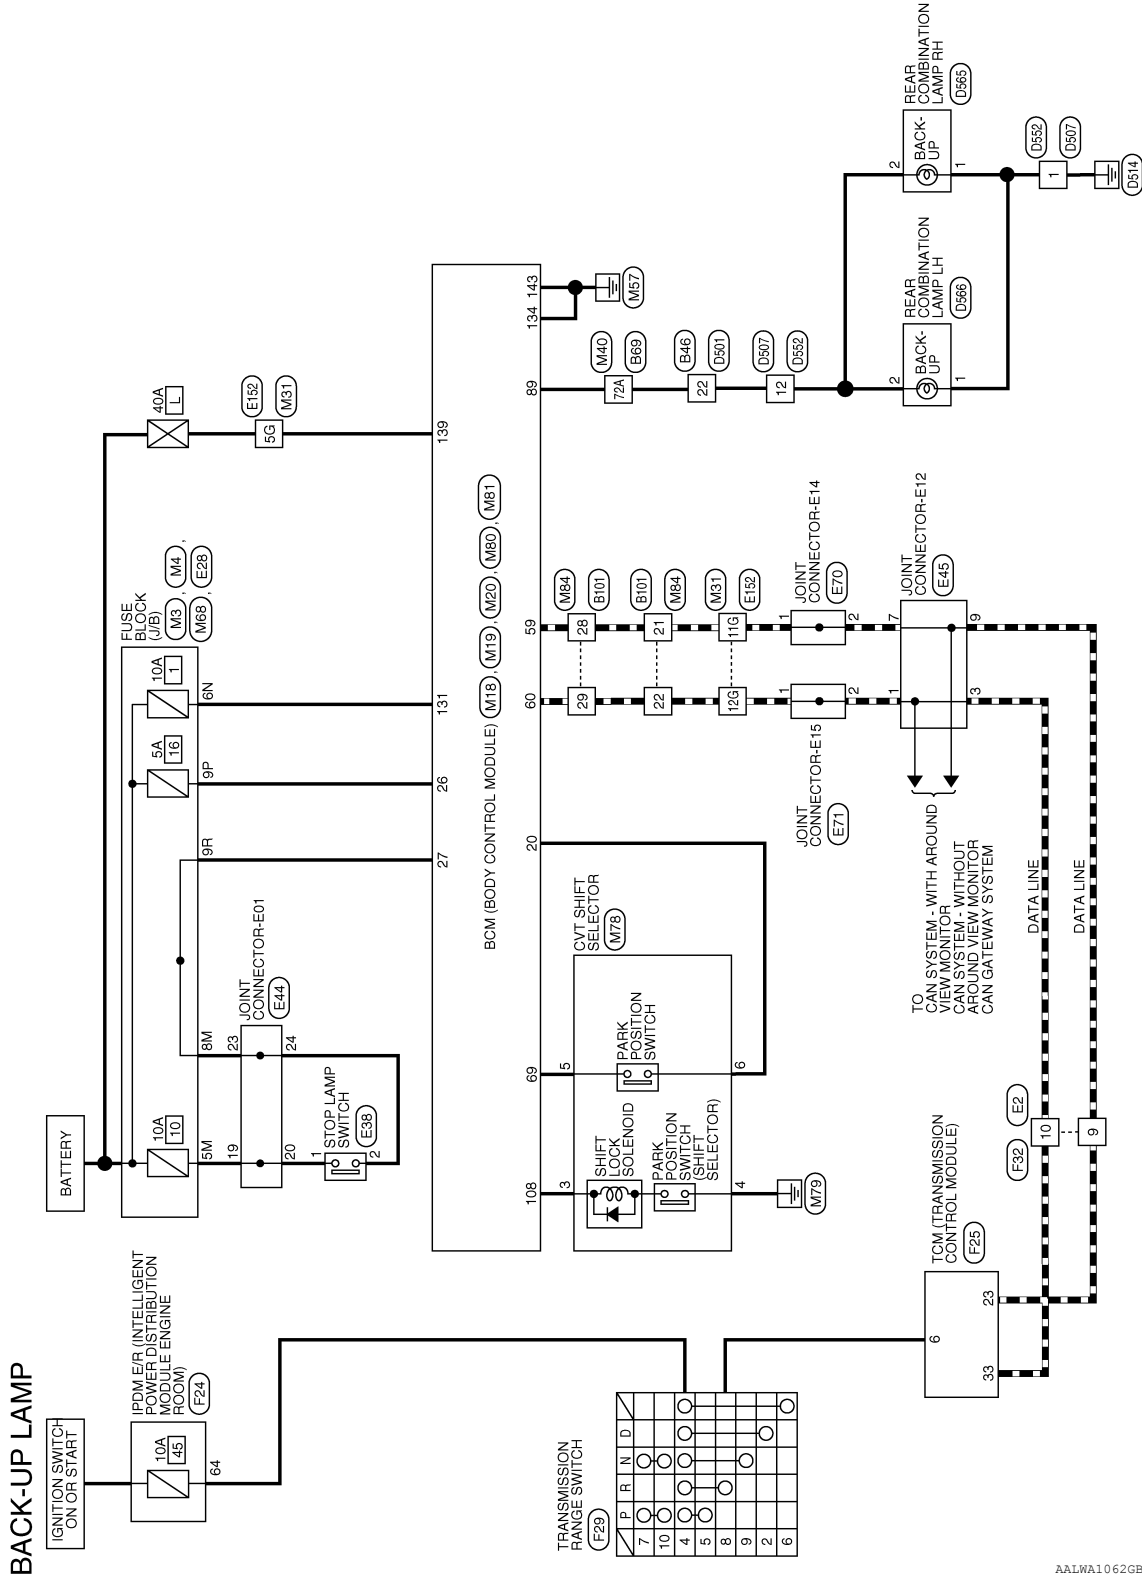 BACK-UP LAMP
IGNITION SWITCH
ON OR START
IPDM E/R (INTELLIGENT
POWER DISTRIBUTION
MODULE ENGINE
ROOM)
F24
10A
45
64
BATTERY
10A
10
5M
8M
9R
5A
16
9P
10A
1
6N
FUSE
BLOCK
(J/B)
M3 , M4 ,
M68 , E28
40A
L
5G
E152
M31
JOINT
CONNECTOR-E01
E44
19
23
20
24
STOP LAMP
SWITCH
E38
1
2
27
26
131
139
BCM (BODY CONTROL MODULE) M18 , M19 , M20 , M80 , M81
108
69
20
60
59
89
134
143
M57
3
5
CVT SHIFT
SELECTOR
M78
SHIFT
LOCK
SOLENOID
PARK
POSITION
SWITCH
(SHIFT
SELECTOR)
PARK
POSITION
SWITCH
4
6
M79
29
28
M84
B101
22
21
B101
M84
12G
11G
M31
E152
1
2
JOINT
CONNECTOR-E15
E71
1
2
JOINT
CONNECTOR-E14
E70
1
7
3
9
JOINT
CONNECTOR-E12
E45
TO
CAN SYSTEM - WITH AROUND
VIEW MONITOR
CAN SYSTEM - WITHOUT
AROUND VIEW MONITOR
CAN GATEWAY SYSTEM
DATA LINE
DATA LINE
72A
M40
B69
22
B46
D501
12
D507
D552
2
BACK-
UP
1
REAR
COMBINATION
LAMP LH
D566
2
BACK-
UP
1
REAR
COMBINATION
LAMP RH
D565
1
D552
D507
D514
TRANSMISSION
RANGE SWITCH
F29
P R N D
7
10
4
5
8
9
2
6
TCM (TRANSMISSION
CONTROL MODULE)
F25
6
33
23
F32
E2
10
9
AALWA1062GB